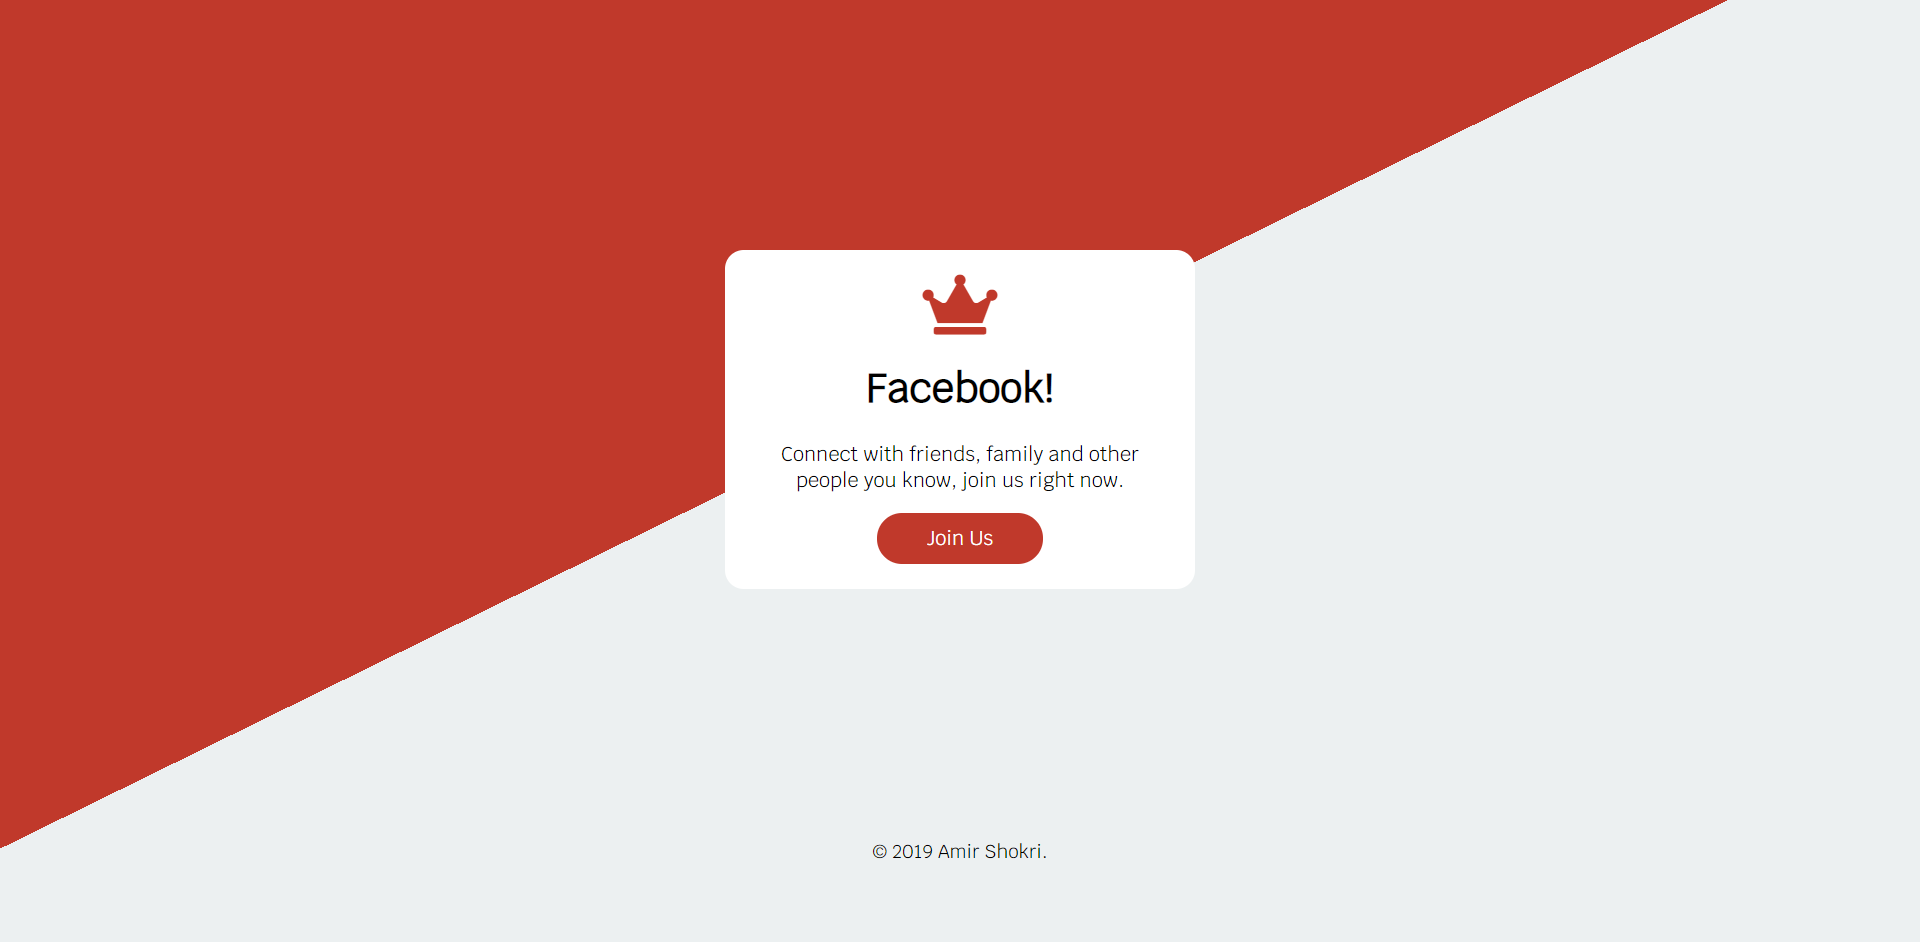 Facebook!
Connect with friends, family and other
people you know, join us right now.
Join Us
© 2019 Amir Shokri.